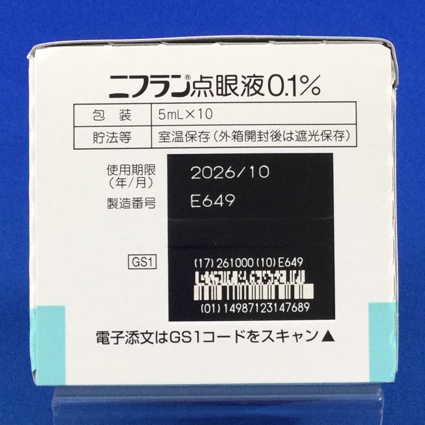 ニフラン®点眼液0.1%
包装 5mL×10
貯法等 室温保存(外箱開封後は遮光保存)
使用期限 2026/10
(年/月)
製造番号 E649
GS1 (17)261000(10)E649
(01)14987123147689
電子添文はGS1コードをスキャン▲